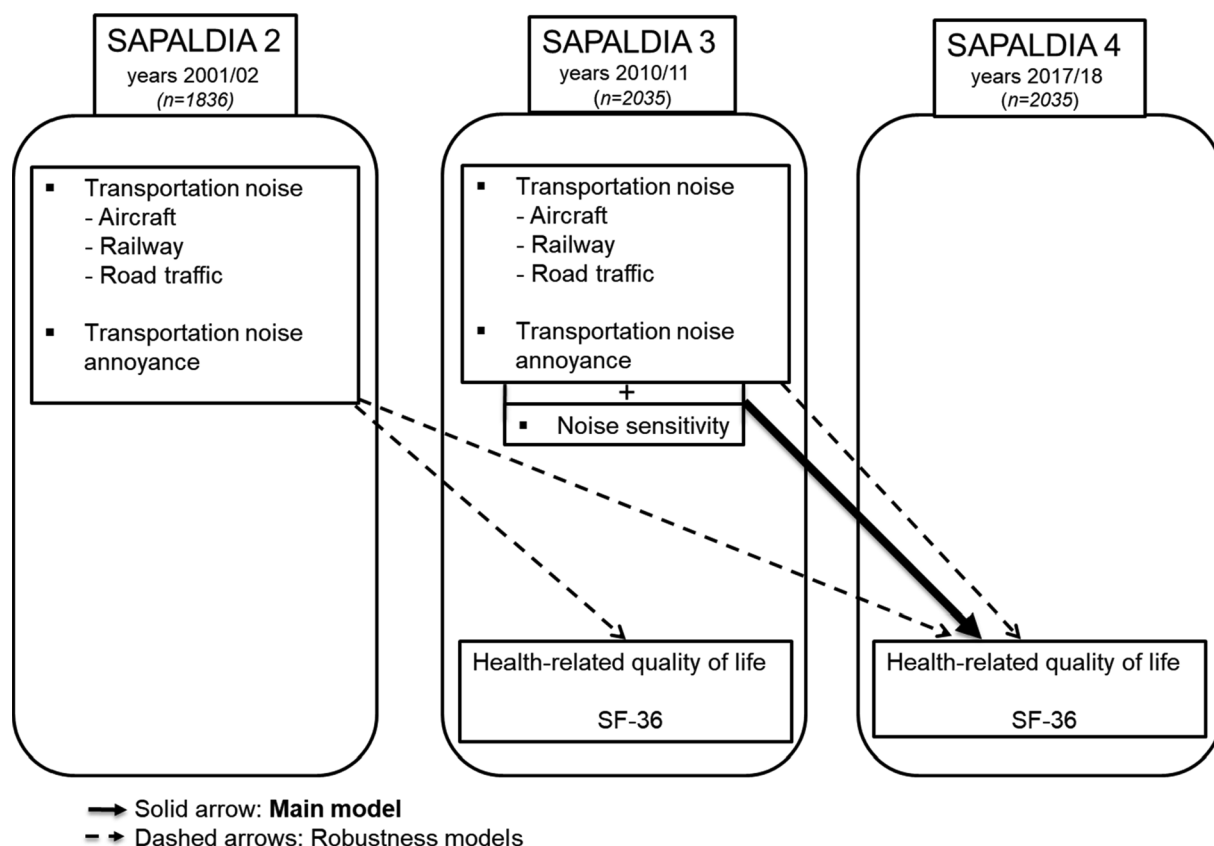 SAPALDIA 2
years 2001/02
(n=1836)
SAPALDIA 3
years 2010/11
(n=2035)
SAPALDIA 4
years 2017/18
(n=2035)
▪ Transportation noise
- Aircraft
- Railway
- Road traffic
▪ Transportation noise
annoyance
▪ Transportation noise
- Aircraft
- Railway
- Road traffic
▪ Transportation noise
annoyance
+
▪ Noise sensitivity
Health-related quality of life
SF-36
Health-related quality of life
SF-36
Solid arrow: Main model
Dashed arrows: Robustness models